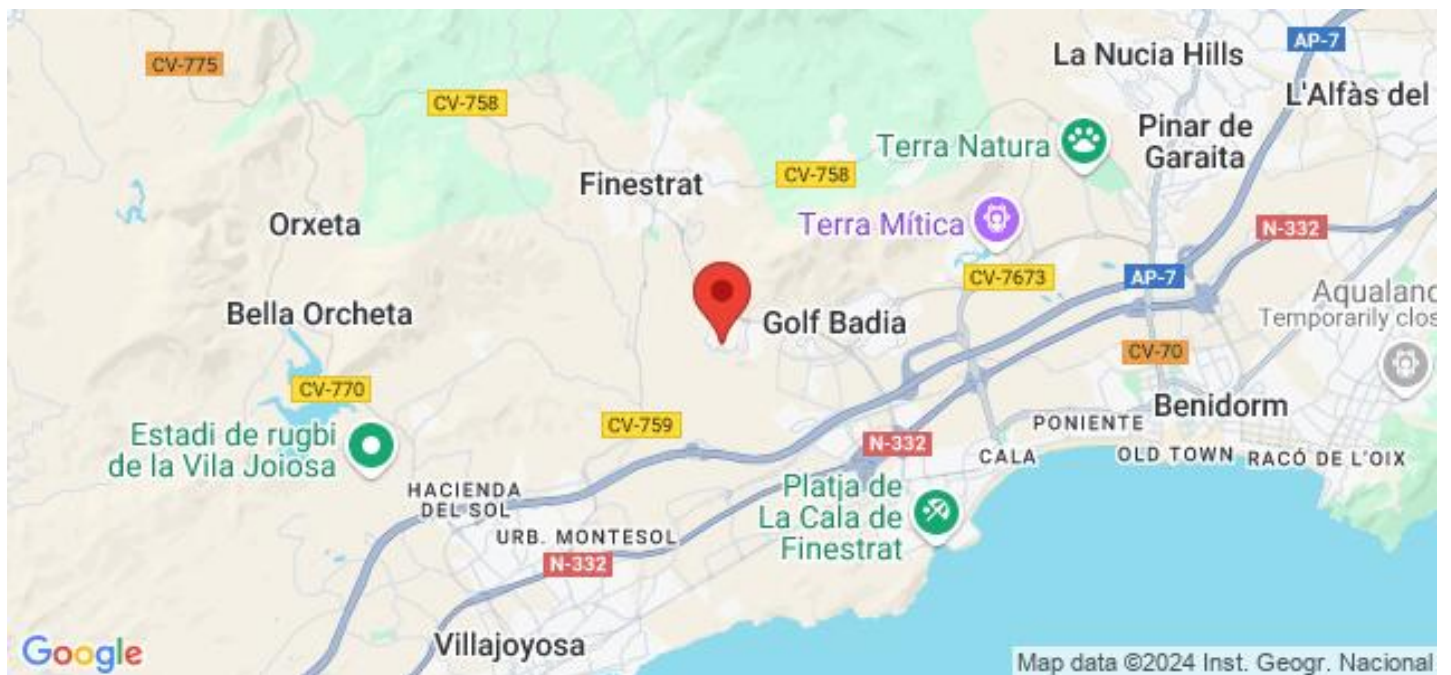 AP-7
La Nucia Hills
CV-775
CV-758
L'Alfàs del
Pinar de
Garaita
Terra Natura
CV-758
Finestrat
Orxeta
Terra Mítica
N-332
CV-7673
AP-7
Aqualand
Temporarily clos
Bella Orcheta
Golf Badia
CV-70
CV-770
Benidorm
CV-759
PONIENTE
Estadi de rugbi
de la Vila Joiosa
N-332
CALA
OLD TOWN
RACÓ DE L'OIX
HACIENDA
DEL SOL
Platja de
La Cala de
Finestrat
URB. MONTESOL
N-332
Villajoyosa
Google
Map data ©2024 Inst. Geogr. Nacional